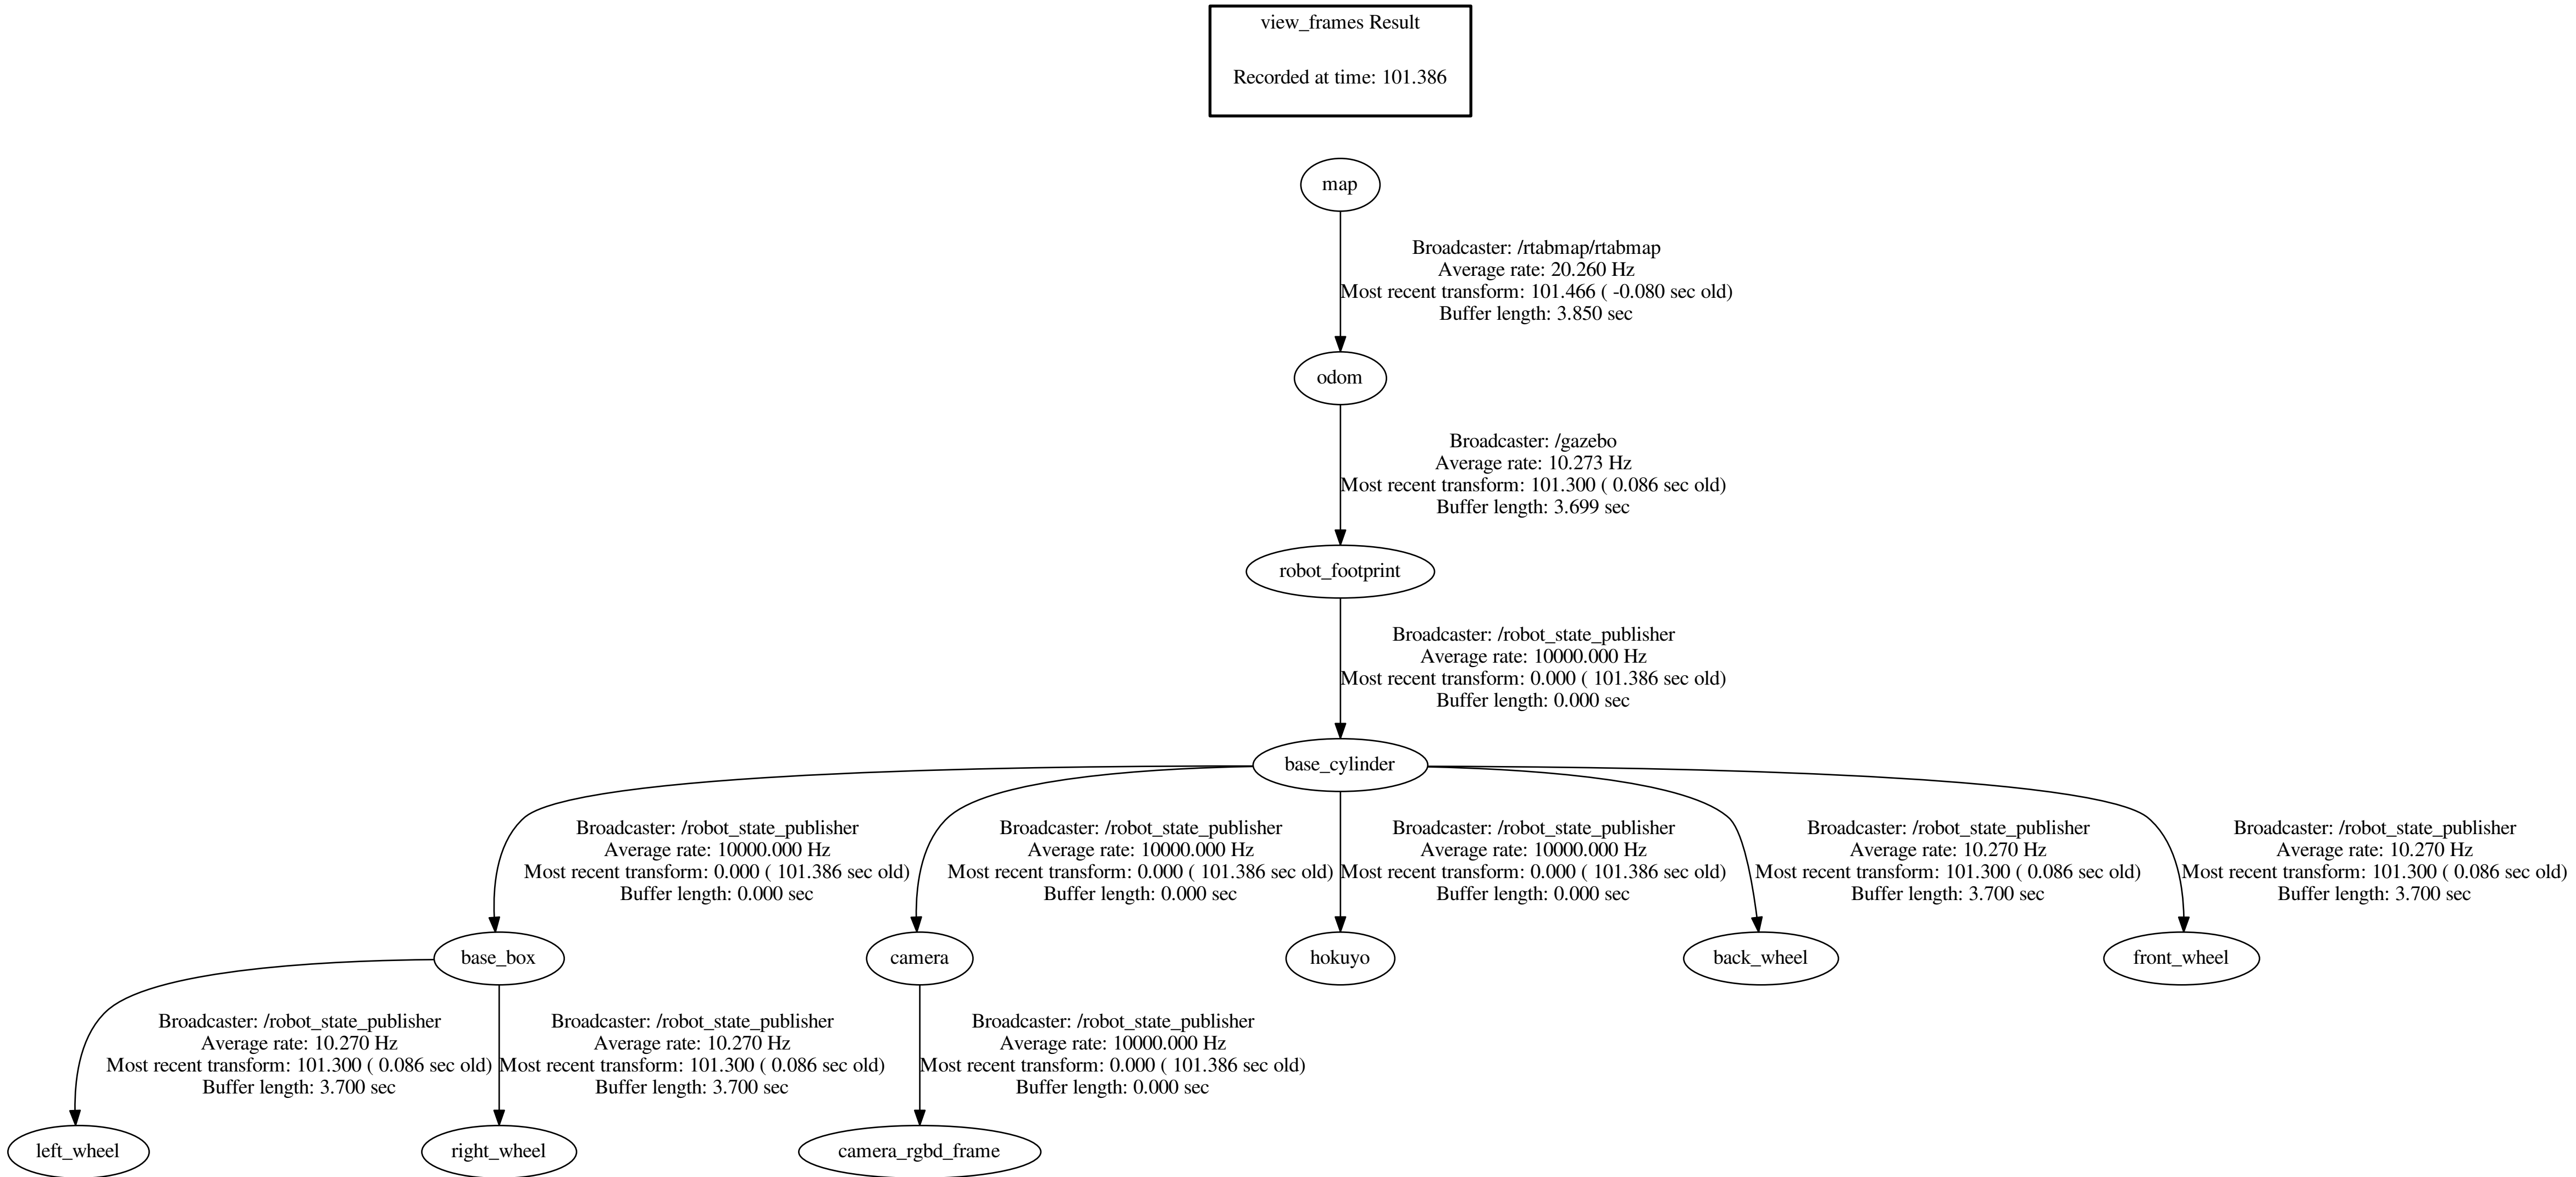 view_frames Result
Recorded at time: 101.386
map
Broadcaster: /rtabmap/rtabmap
Average rate: 20.260 Hz
Most recent transform: 101.466 ( -0.080 sec old)
Buffer length: 3.850 sec
odom
Broadcaster: /gazebo
Average rate: 10.273 Hz
Most recent transform: 101.300 ( 0.086 sec old)
Buffer length: 3.699 sec
robot_footprint
Broadcaster: /robot_state_publisher
Average rate: 10000.000 Hz
Most recent transform: 0.000 ( 101.386 sec old)
Buffer length: 0.000 sec
base_cylinder
Broadcaster: /robot_state_publisher
Average rate: 10000.000 Hz
Most recent transform: 0.000 ( 101.386 sec old)
Buffer length: 0.000 sec
Broadcaster: /robot_state_publisher
Average rate: 10000.000 Hz
Most recent transform: 0.000 ( 101.386 sec old)
Buffer length: 0.000 sec
Broadcaster: /robot_state_publisher
Average rate: 10000.000 Hz
Most recent transform: 0.000 ( 101.386 sec old)
Buffer length: 0.000 sec
Broadcaster: /robot_state_publisher
Average rate: 10.270 Hz
Most recent transform: 101.300 ( 0.086 sec old)
Buffer length: 3.700 sec
Broadcaster: /robot_state_publisher
Average rate: 10.270 Hz
Most recent transform: 101.300 ( 0.086 sec old)
Buffer length: 3.700 sec
base_box
camera
hokuyo
back_wheel
front_wheel
Broadcaster: /robot_state_publisher
Average rate: 10.270 Hz
Most recent transform: 101.300 ( 0.086 sec old)
Buffer length: 3.700 sec
Broadcaster: /robot_state_publisher
Average rate: 10.270 Hz
Most recent transform: 101.300 ( 0.086 sec old)
Buffer length: 3.700 sec
Broadcaster: /robot_state_publisher
Average rate: 10000.000 Hz
Most recent transform: 0.000 ( 101.386 sec old)
Buffer length: 0.000 sec
left_wheel
right_wheel
camera_rgbd_frame